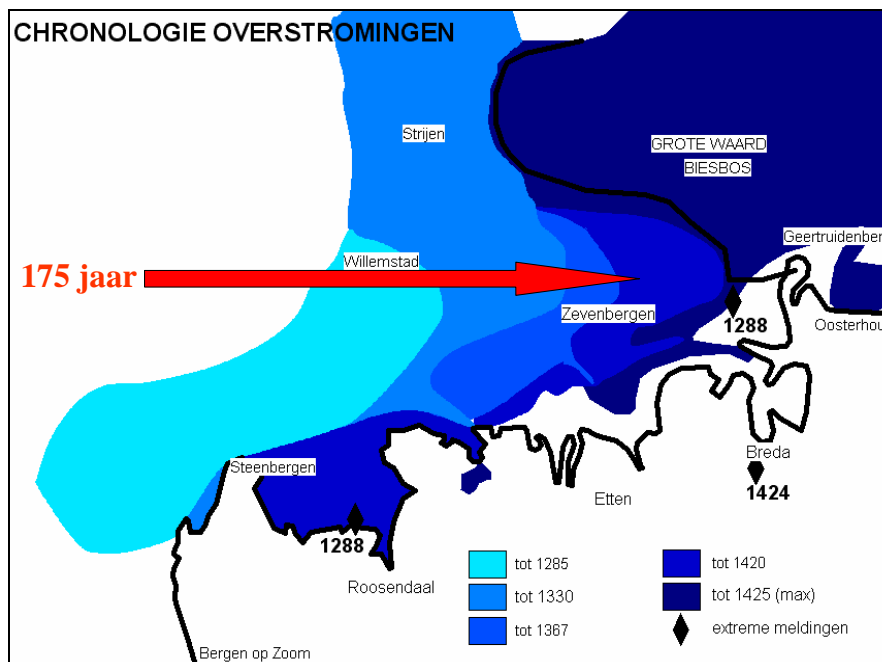 CHRONOLOGIE OVERSTROMINGEN
Strijen
GROTE WAARD
BIESBOS
Geertruidenber
175 jaar
Willemstad
Zevenbergen
1288
Oosterhou
Steenbergen
Breda
1424
Etten
1288
Roosendaal
Bergen op Zoom
tot 1285
tot 1330
tot 1367
tot 1420
tot 1425 (max)
extreme meldingen